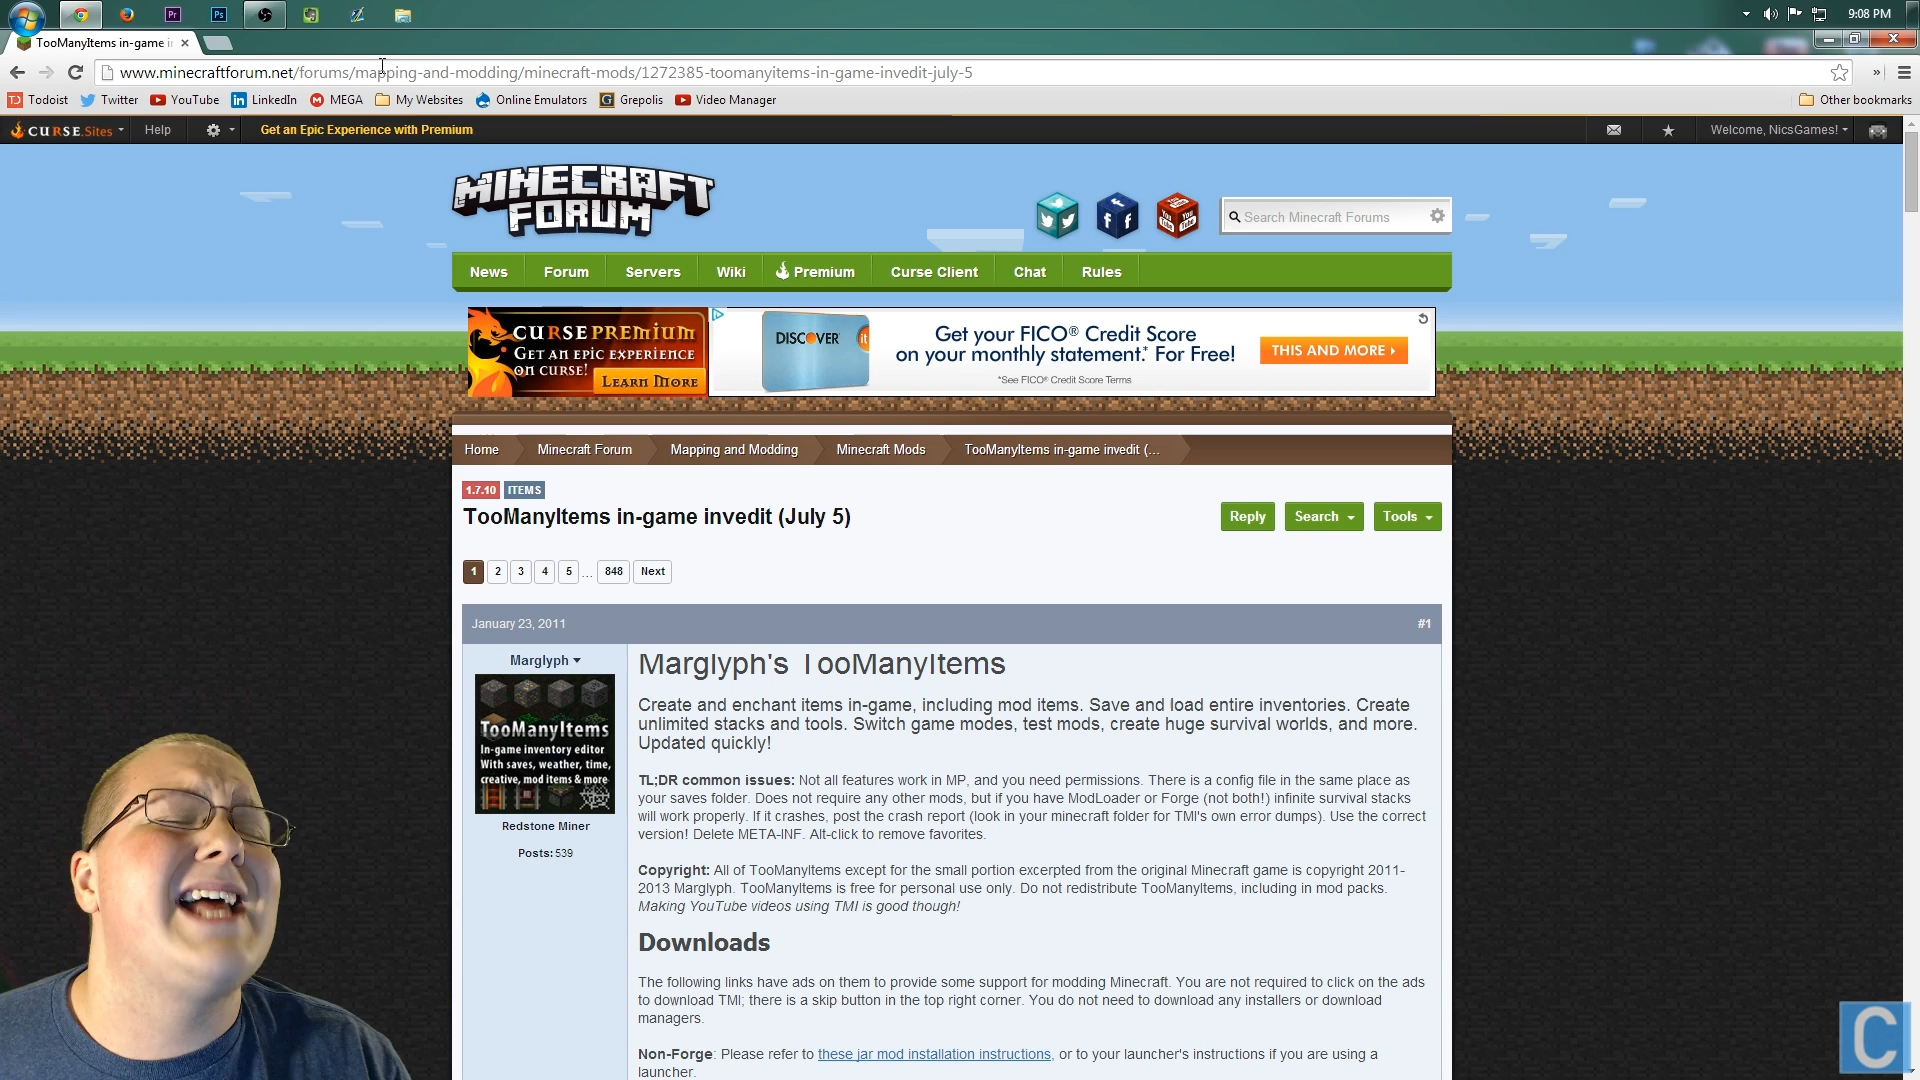 Pr
Ps
9:08 PM
TooManyItems in-game i
www.minecraftforum.net/forums/mapping-and-modding/minecraft-mods/1272385-toomanyitems-in-game-invedit-july-5
Todoist Twitter YouTube LinkedIn MEGA My Websites Online Emulators Grepolis Video Manager Other bookmarks
CURSE.Sites Help Get an Epic Experience with Premium Welcome, NicsGames!
MINECRAFT
FORUM
You
Tube
You
Tube
Search Minecraft Forums
News Forum Servers Wiki Premium Curse Client Chat Rules
CURSE PREMIUM
GET AN EPIC EXPERIENCE
ON CURSE!
LEARN MORE
DISCOVER it
Get your FICO® Credit Score
on your monthly statement.* For Free!
*See FICO® Credit Score Terms
THIS AND MORE
Home Minecraft Forum Mapping and Modding Minecraft Mods TooManyItems in-game invedit (...
1.7.10 ITEMS
TooManyItems in-game invedit (July 5)
Reply Search Tools
1 2 3 4 5 ... 848 Next
January 23, 2011 #1
Marglyph
TooManyItems
In-game inventory editor
With saves, weather, time,
creative, mod items & more
Redstone Miner
Posts: 539
Marglyph's TooManyItems
Create and enchant items in-game, including mod items. Save and load entire inventories. Create
unlimited stacks and tools. Switch game modes, test mods, create huge survival worlds, and more.
Updated quickly!
TL;DR common issues: Not all features work in MP, and you need permissions. There is a config file in the same place as
your saves folder. Does not require any other mods, but if you have ModLoader or Forge (not both!) infinite survival stacks
will work properly. If it crashes, post the crash report (look in your minecraft folder for TMI's own error dumps). Use the correct
version! Delete META-INF. Alt-click to remove favorites.
Copyright: All of TooManyItems except for the small portion excerpted from the original Minecraft game is copyright 2011-
2013 Marglyph. TooManyItems is free for personal use only. Do not redistribute TooManyItems, including in mod packs.
Making YouTube videos using TMI is good though!
Downloads
The following links have ads on them to provide some support for modding Minecraft. You are not required to click on the ads
to download TMI; there is a skip button in the top right corner. You do not need to download any installers or download
managers.
Non-Forge: Please refer to these jar mod installation instructions, or to your launcher's instructions if you are using a
launcher.
C